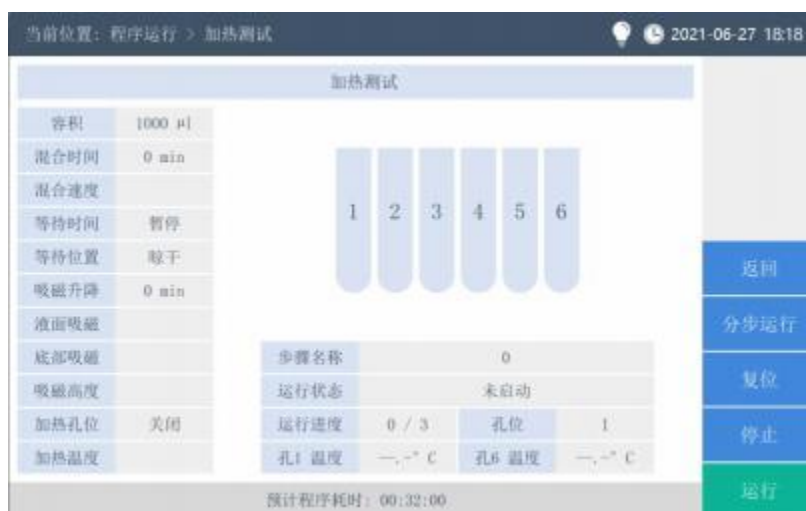 当前位置：程序运行 > 加热测试 2021-06-27 18:18
加热测试
容积 1000 μl
混合时间 0 min
混合速度
等待时间 暂停
等待位置 晾干
吸磁升降 0 min
液面吸磁
底部吸磁
吸磁高度
加热孔位 关闭
加热温度
1 2 3 4 5 6
步骤名称 0
运行状态 未启动
运行进度 0 / 3 孔位 1
孔1 温度 —.-° C 孔6 温度 —.-° C
返回
分步运行
复位
停止
运行
预计程序耗时：00:32:00